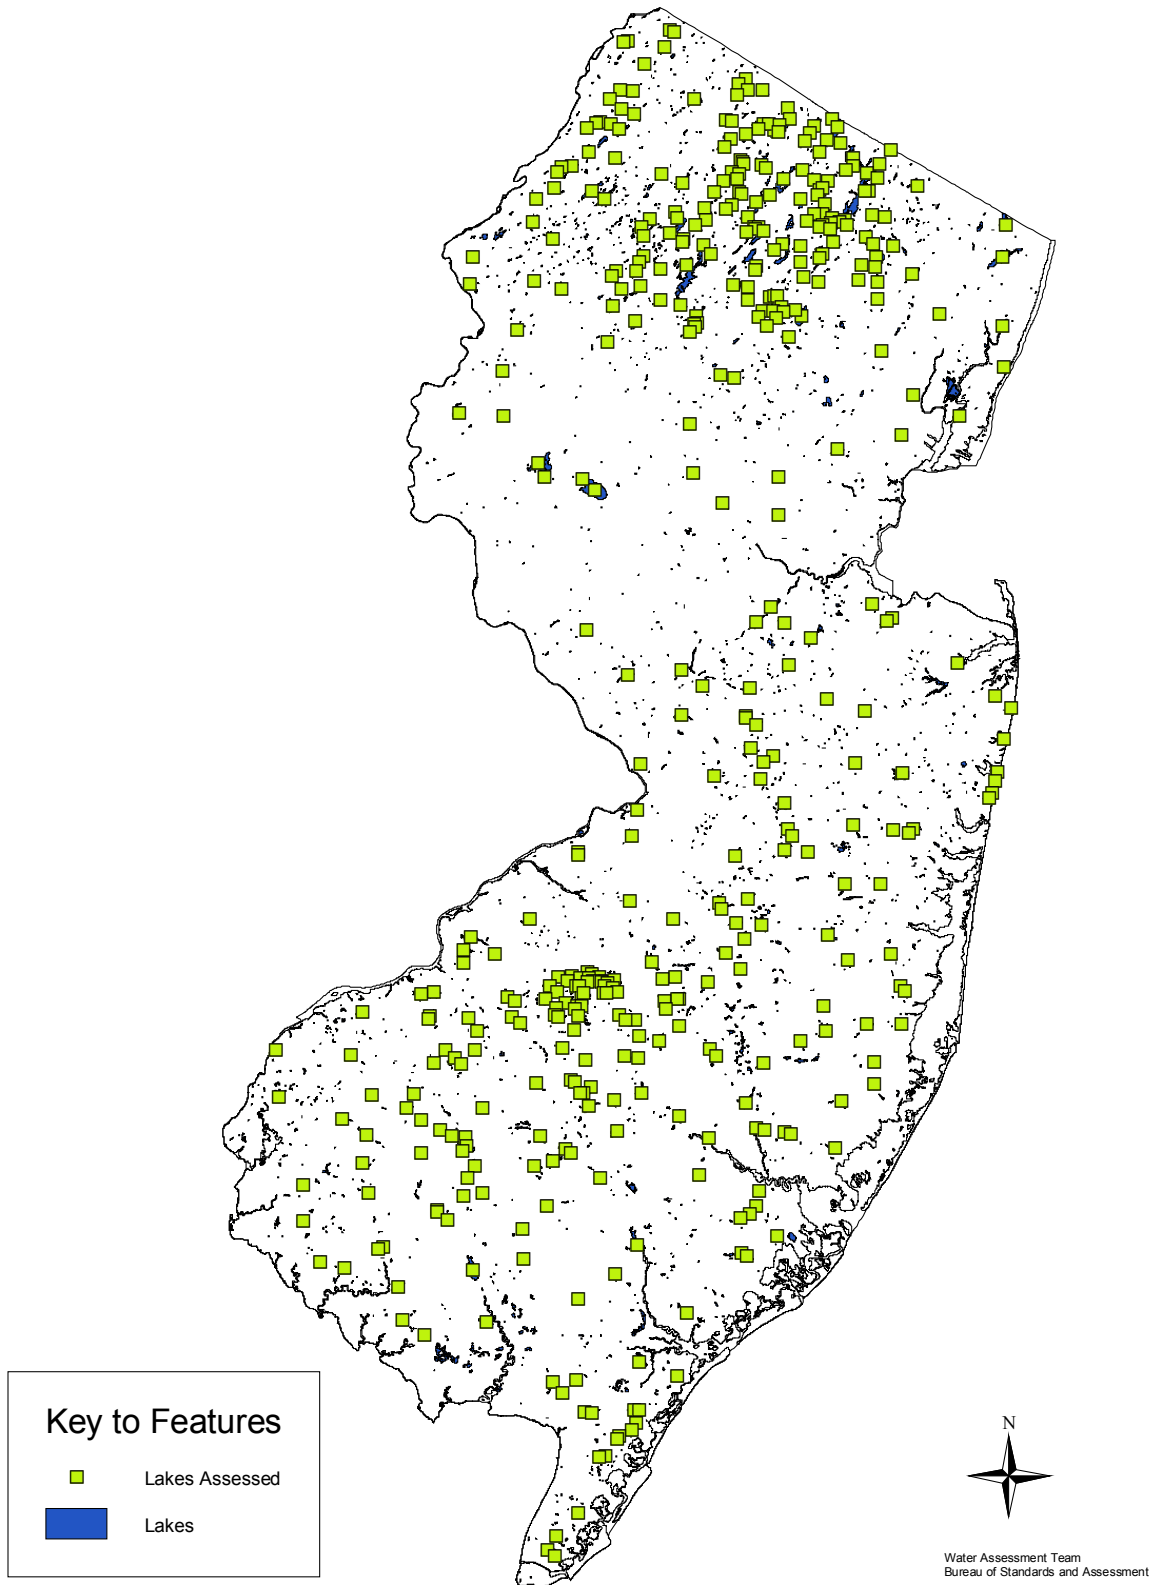 Key to Features
Lakes Assessed
Lakes
N
Water Assessment Team
Bureau of Standards and Assessment